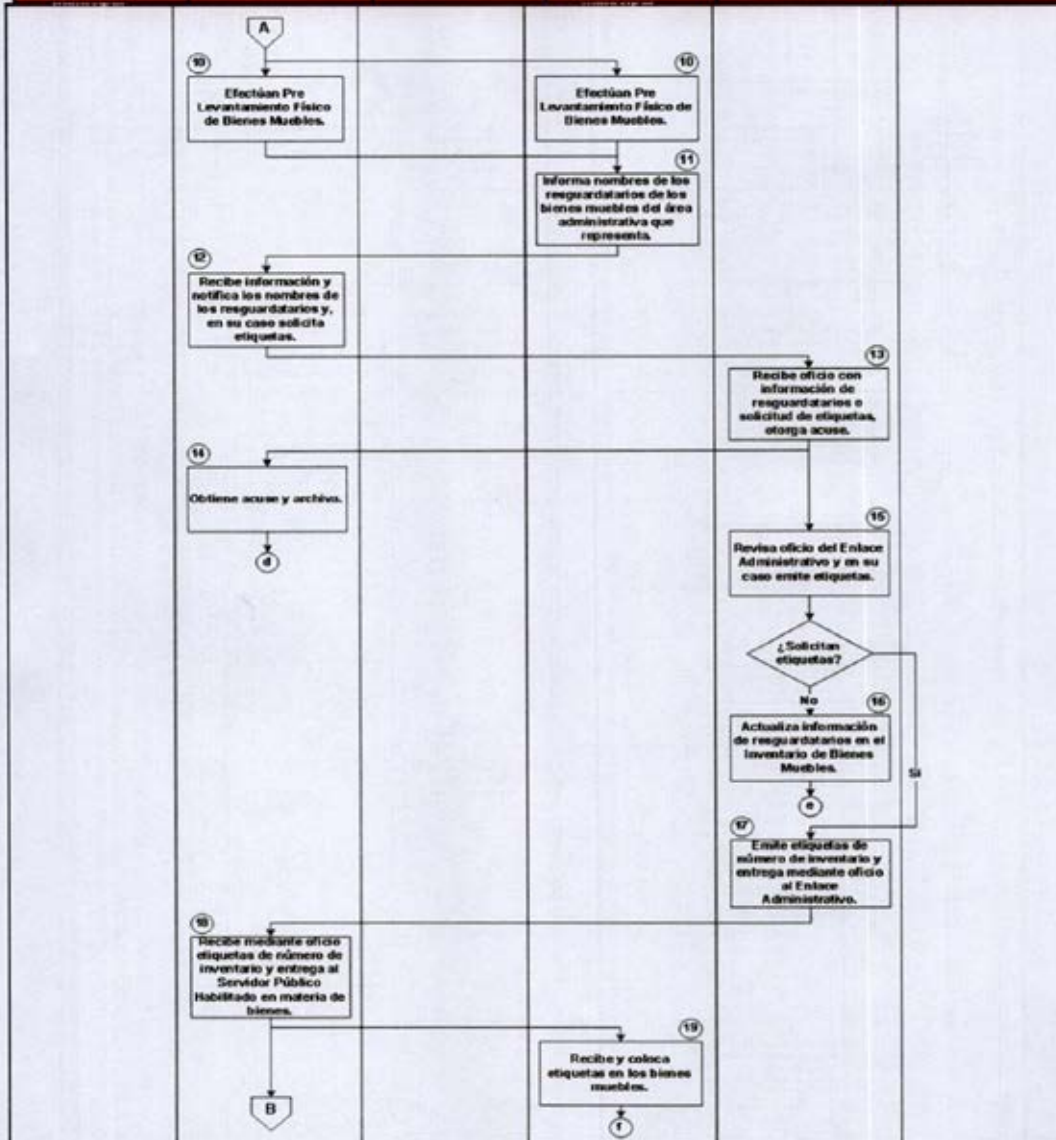 A
10
Efectúan Pre
Levantamiento Físico
de Bienes Muebles.
10
Efectúan Pre
Levantamiento Físico de
Bienes Muebles.
11
Informa nombres de los
resguardatarios de los
bienes muebles del área
administrativa que
representa.
12
Recibe información y
notifica los nombres de
los resguardatarios y,
en su caso solicita
etiquetas.
13
Recibe oficio con
información de
resguardatarios o
solicitud de etiquetas,
otorga acuse.
14
Obtiene acuse y archivo.
d
15
Revisa oficio del Enlace
Administrativo y en su
caso emite etiquetas.
¿Solicitan
etiquetas?
No
Si
16
Actualiza información
de resguardatarios en el
Inventario de Bienes
Muebles.
e
17
Emite etiquetas de
número de inventario y
entrega mediante oficio
al Enlace
Administrativo.
18
Recibe mediante oficio
etiquetas de número de
inventario y entrega al
Servidor Público
Habilitado en materia de
bienes.
19
Recibe y coloca
etiquetas en los bienes
muebles.
B
f